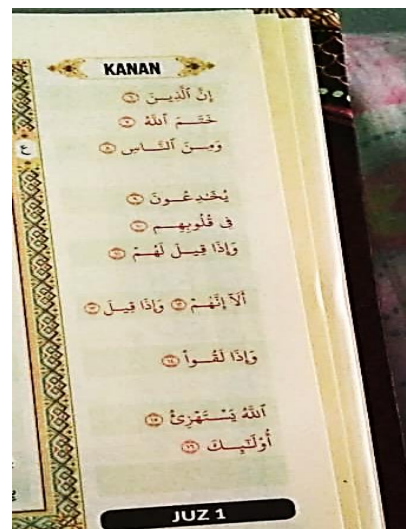 KANAN
إِنَّ ٱلَّذِينَ ٦
خَتَمَ ٱللَّهُ ٧
وَمِنَ ٱلنَّاسِ ٨
يُخَٰدِعُونَ ٩
فِى قُلُوبِهِم ١٠
وَإِذَا قِيلَ لَهُمْ ١١
أَلَآ إِنَّهُمْ ١٢ وَإِذَا قِيلَ ١٣
وَإِذَا لَقُوا۟ ١٤
ٱللَّهُ يَسْتَهْزِئُ ١٥
أُو۟لَٰٓئِكَ ١٦
ع
JUZ 1